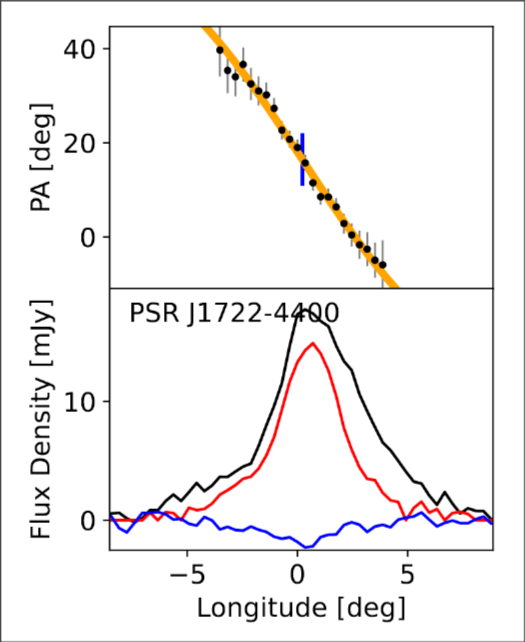 40
20
0
PA [deg]
PSR J1722-4400
10
0
Flux Density [mJy]
−5 0 5
Longitude [deg]